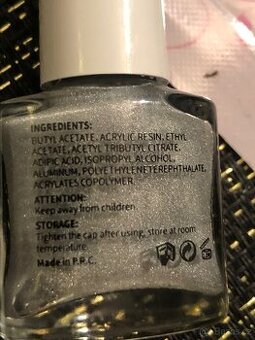 INGREDIENTS:
BUTYL ACETATE, ACRYLIC RESIN, ETHYL
ACETATE, ACETYL TRIBUTYL CITRATE,
ADIPIC ACID, ISOPROPYL ALCOHOL,
ALUMINUM, POLYETHYLENETEREPHTHALATE,
ACRYLATES COPOLYMER.
ATTENTION:
Keep away from children.
STORAGE:
Tighten the cap after using, store at room
temperature.
Made in P.R.C.